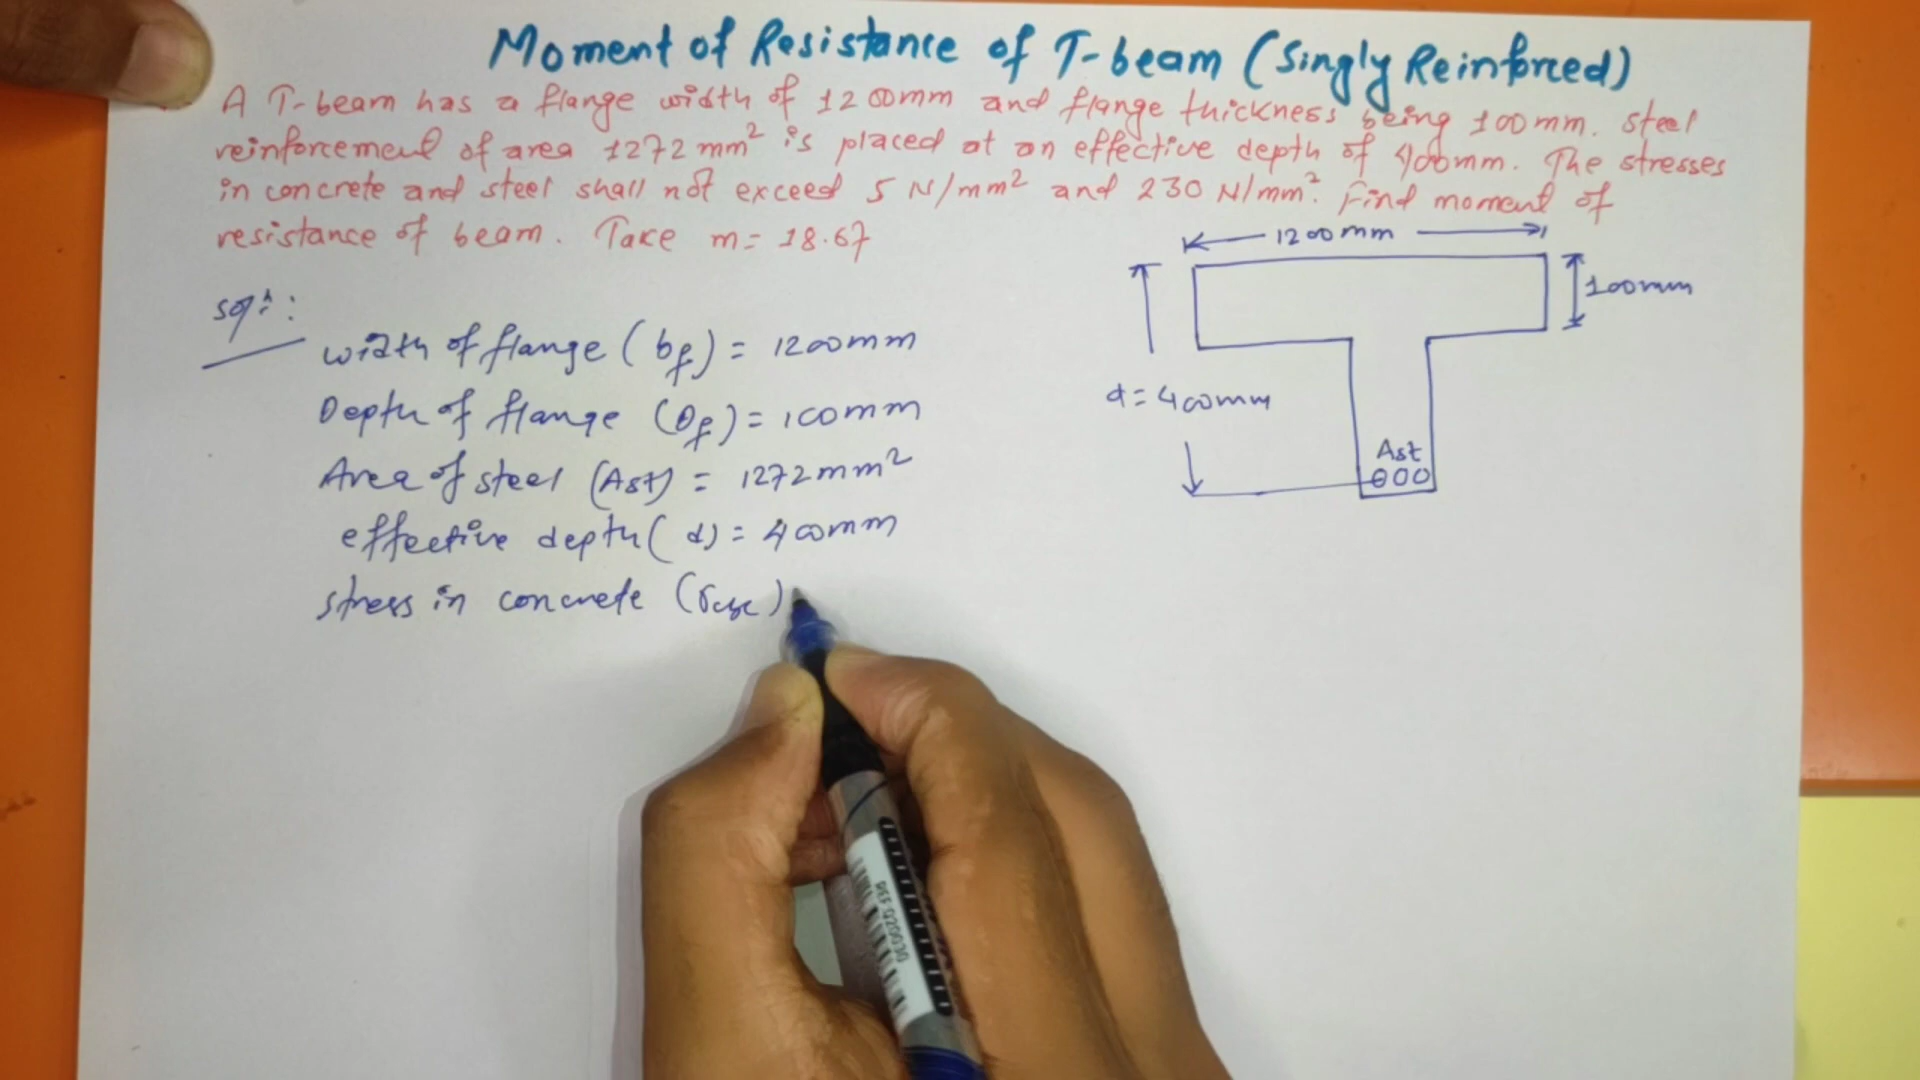 Moment of Resistance of T-beam (Singly Reinforced)
A T-beam has a flange width of 1200mm and flange thickness being 100mm. steel
reinforcement of area 1272 mm² is placed at an effective depth of 400mm. The stresses
in concrete and steel shall not exceed 5 N/mm² and 230 N/mm². Find moment of
resistance of beam. Take m = 18.67
1200mm
100mm
Sol:
width of flange (bf) = 1200mm
d = 400mm
Depth of flange (Df) = 100mm
Ast
Area of steel (Ast) = 1272mm²
effective depth (d) = 400mm
stress in concrete (σcbc)